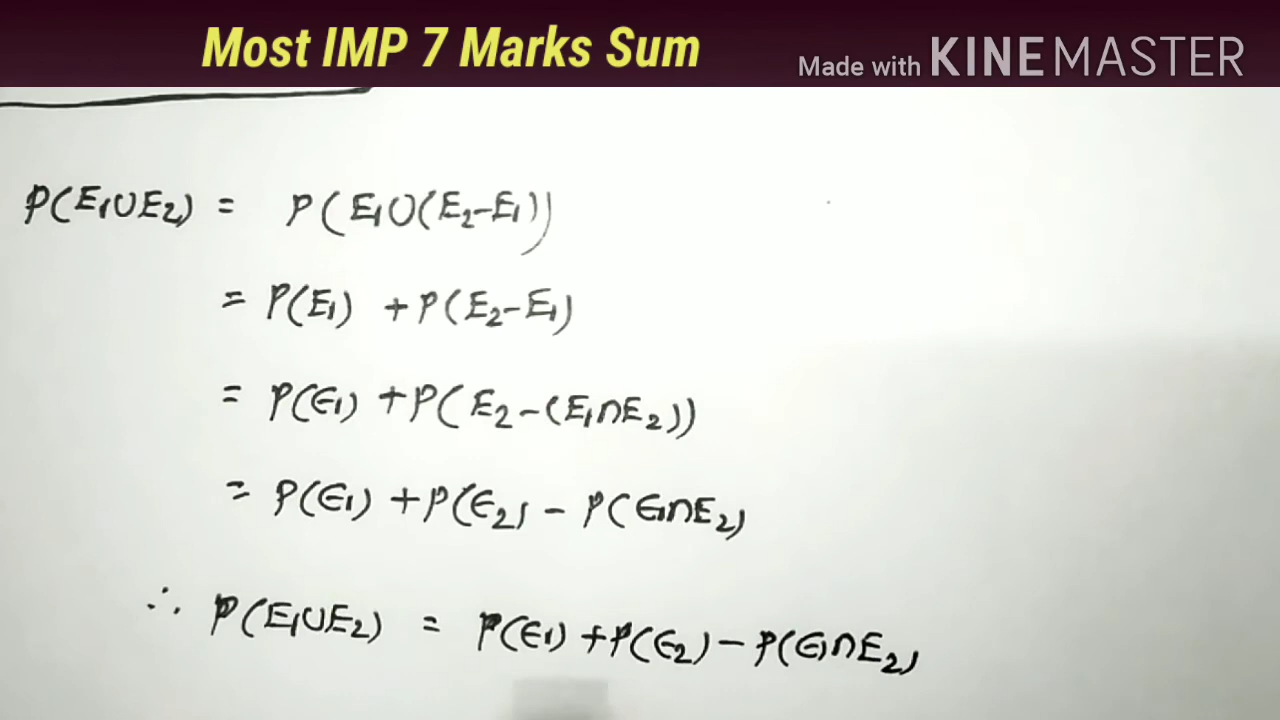 Most IMP 7 Marks Sum
Made with KINEMASTER
P(E₁∪E₂) = P(E₁∪(E₂-E₁))
= P(E₁) + P(E₂-E₁)
= P(E₁) + P(E₂-(E₁∩E₂))
= P(E₁) + P(E₂) - P(E₁∩E₂)
∴ P(E₁∪E₂) = P(E₁) + P(E₂) - P(E₁∩E₂)